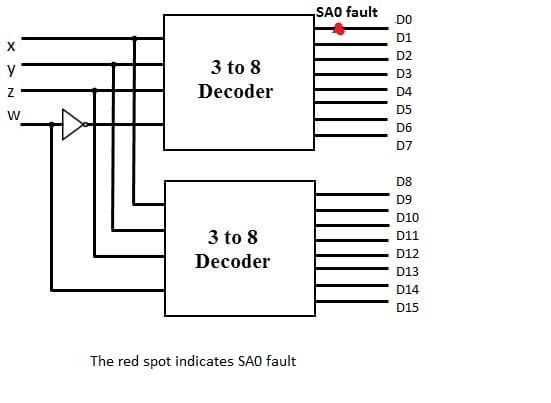 SA0 fault
x
y
z
W
3 to 8
Decoder
D0
D1
D2
D3
D4
D5
D6
D7
3 to 8
Decoder
D8
D9
D10
D11
D12
D13
D14
D15
The red spot indicates SA0 fault